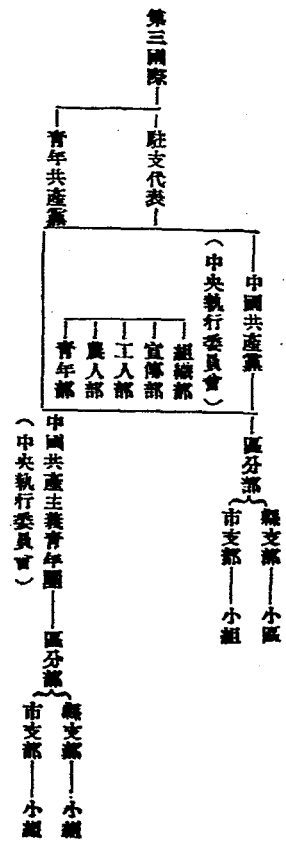 第三國際
駐支代表
青年共產黨
中國共產黨
（中央執行委員會）
組織部
宣傳部
工人部
農人部
青年部
區分部
縣支部
小區
市支部
小組
中國共產主義青年團
（中央執行委員會）
區分部
縣支部
小組
市支部
小組